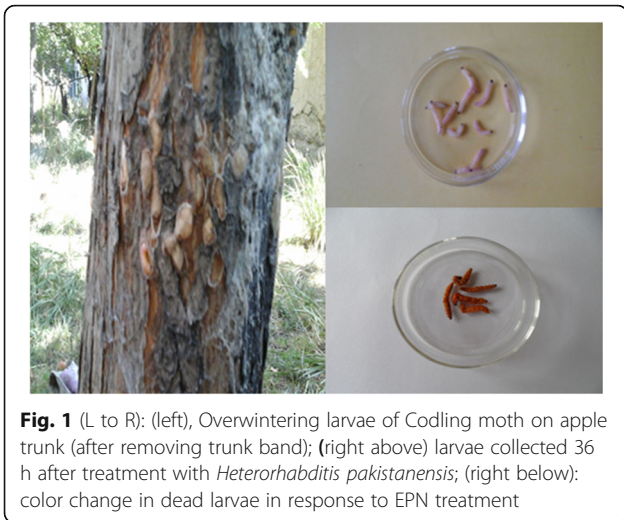 Fig. 1 (L to R): (left), Overwintering larvae of Codling moth on apple
trunk (after removing trunk band); (right above) larvae collected 36
h after treatment with Heterorhabditis pakistanensis; (right below):
color change in dead larvae in response to EPN treatment